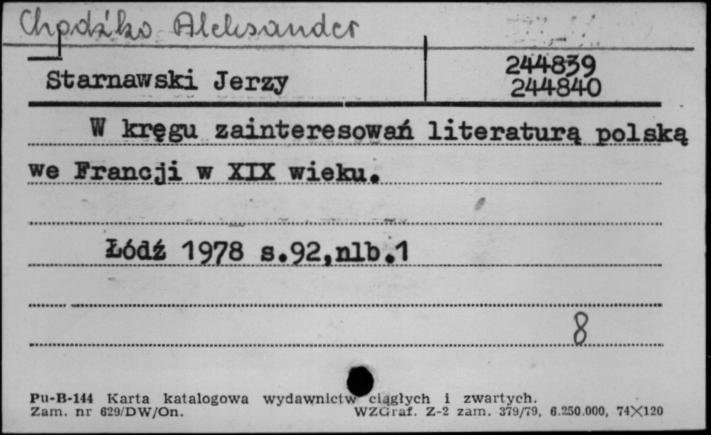 Chodźko Aleksander
Starnawski Jerzy
244839
244840
W kręgu zainteresowań literaturą polską
we Francji w XIX wieku.
Łódź 1978 s.92,nlb.1
8
Pu-B-144 Karta katalogowa wydawnictw ciągłych i zwartych.
Zam. nr 629/DW/On. WZGraf. Z-2 zam. 379/79, 6.250.000, 74×120